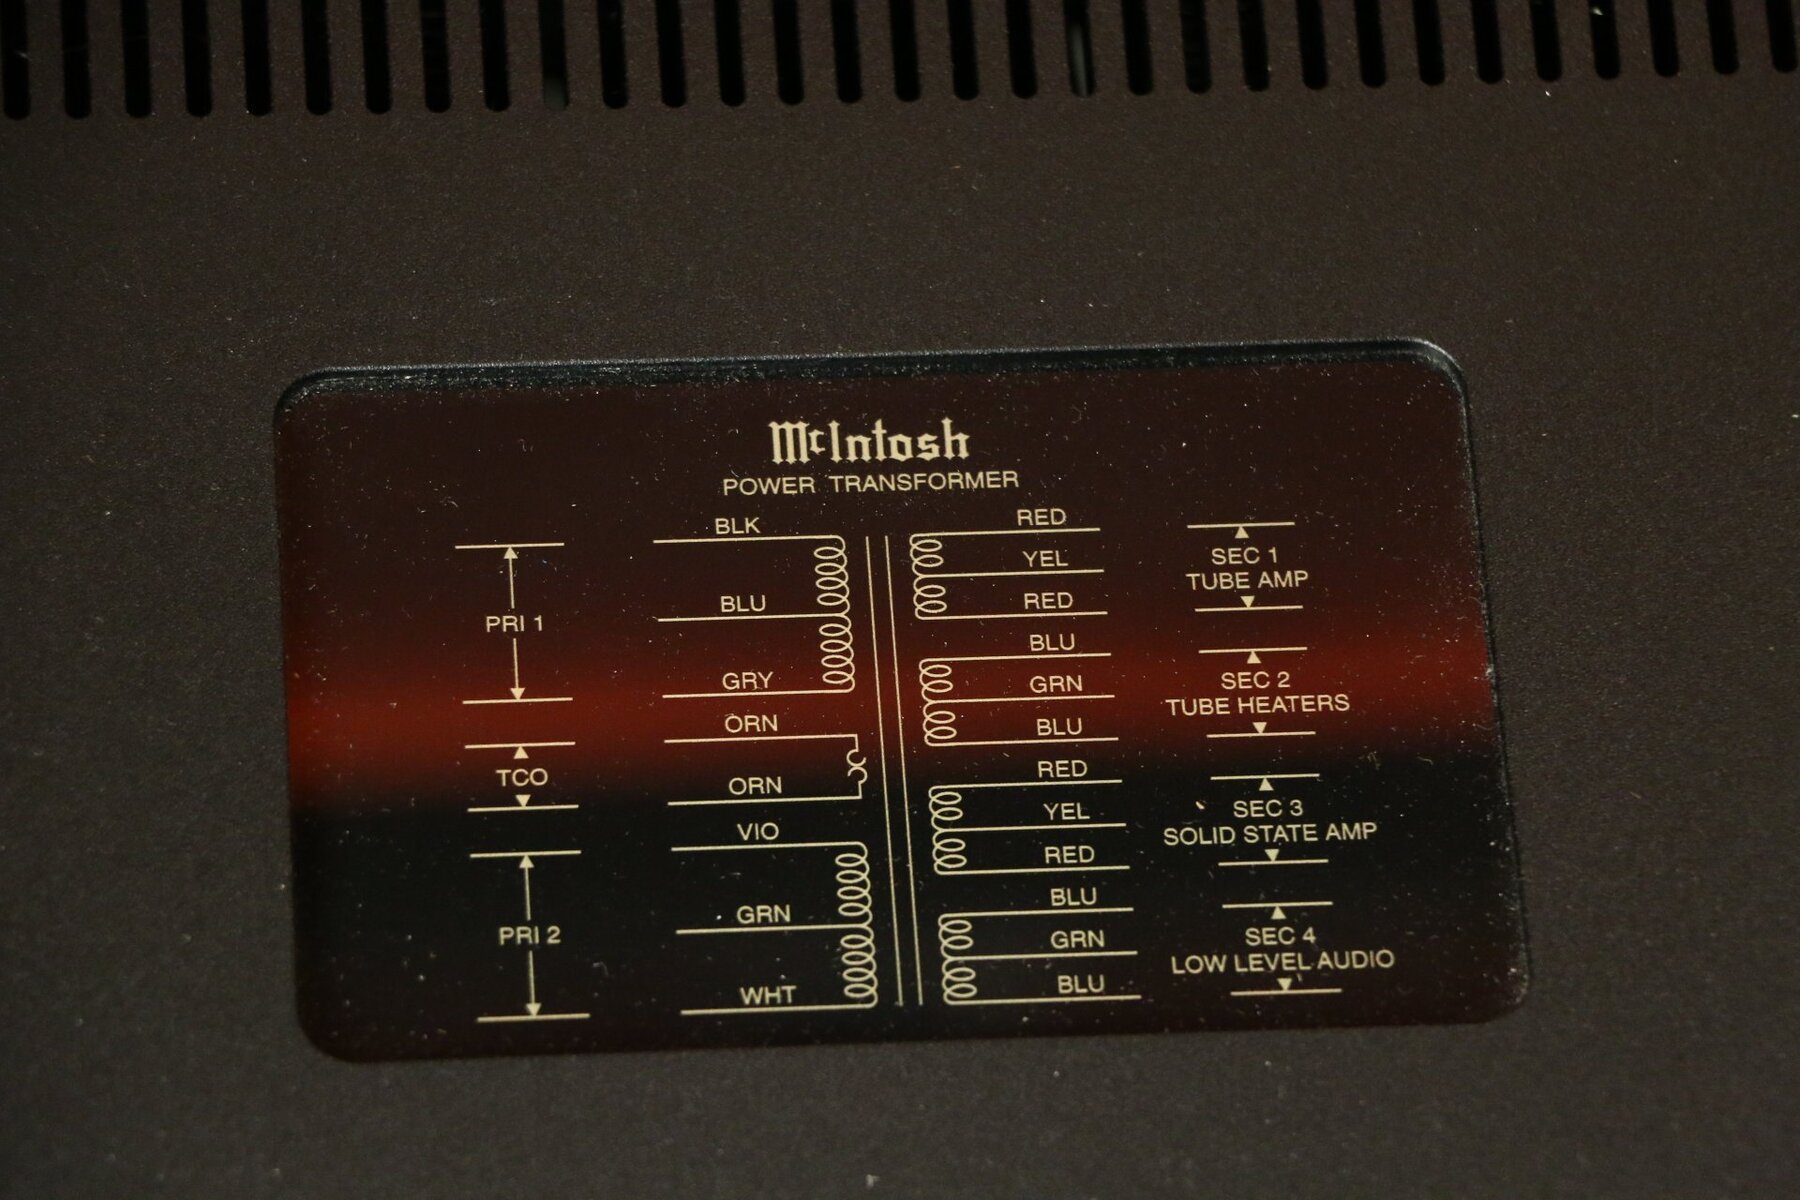 McIntosh
POWER TRANSFORMER
BLK
BLU
PRI 1
GRY
ORN
TCO
ORN
VIO
GRN
PRI 2
WHT
RED
YEL
RED
SEC 1
TUBE AMP
BLU
GRN
BLU
SEC 2
TUBE HEATERS
RED
YEL
RED
SEC 3
SOLID STATE AMP
BLU
GRN
BLU
SEC 4
LOW LEVEL AUDIO